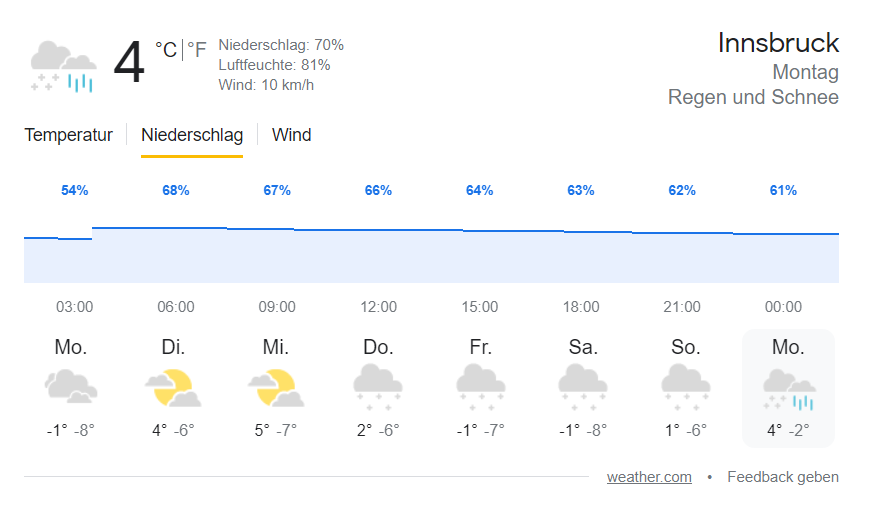 4 °C|°F
Niederschlag: 70%
Luftfeuchte: 81%
Wind: 10 km/h
Innsbruck
Montag
Regen und Schnee
Temperatur Niederschlag Wind
54% 68% 67% 66% 64% 63% 62% 61%
03:00 06:00 09:00 12:00 15:00 18:00 21:00 00:00
Mo. Di. Mi. Do. Fr. Sa. So. Mo.
-1° -8° 4° -6° 5° -7° 2° -6° -1° -7° -1° -8° 1° -6° 4° -2°
weather.com • Feedback geben